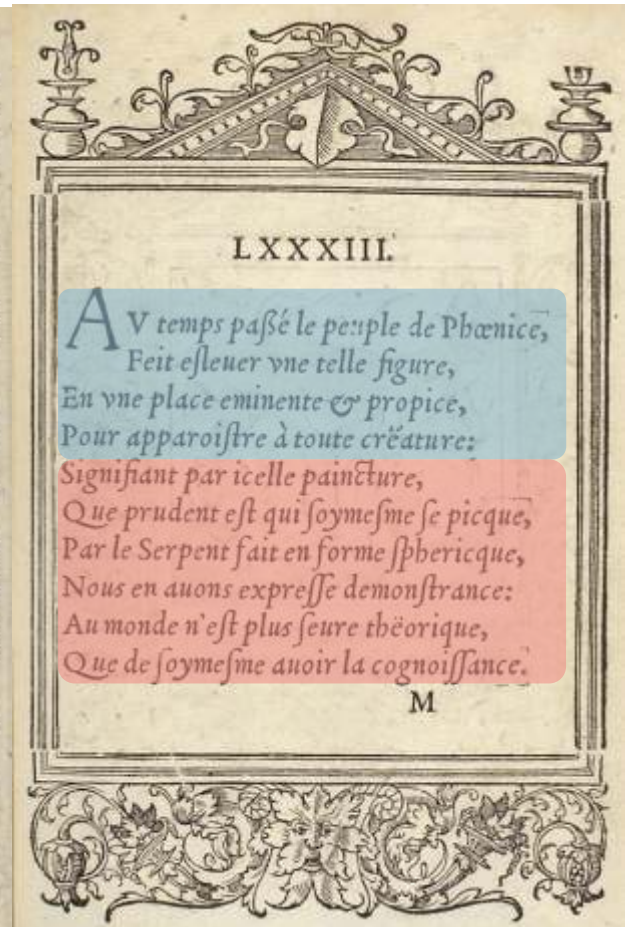 LXXXIII.
AV temps paßé le peuple de Phœnice,
Feit eſleuer vne telle figure,
En vne place eminente & propice,
Pour apparoiſtre à toute crëature:
Signifiant par icelle paincture,
Que prudent eſt qui ſoymeſme ſe picque,
Par le Serpent fait en forme ſphericque,
Nous en auons expreſſe demonſtrance:
Au monde n'eſt plus ſeure thëorique,
Que de ſoymeſme auoir la cognoiſſance.
M